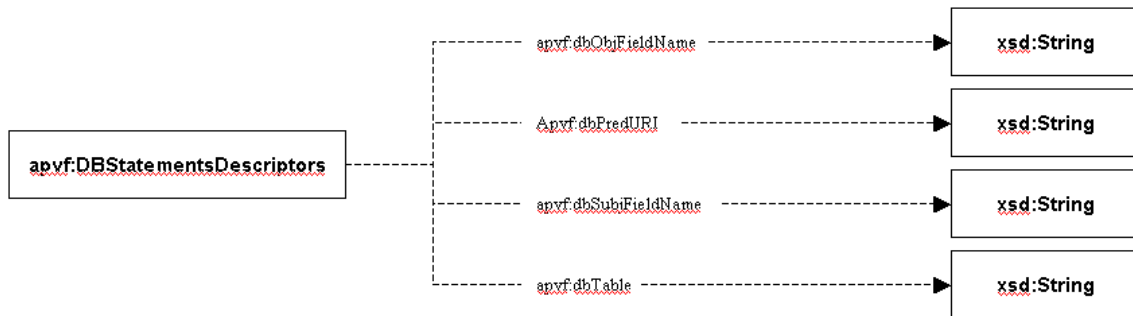 apvf:dbObjFieldName
xsd:String
Apvf:dbPredURI
xsd:String
apvf:DBStatementsDescriptors
apvf:dbSubjFieldName
xsd:String
apvf:dbTable
xsd:String